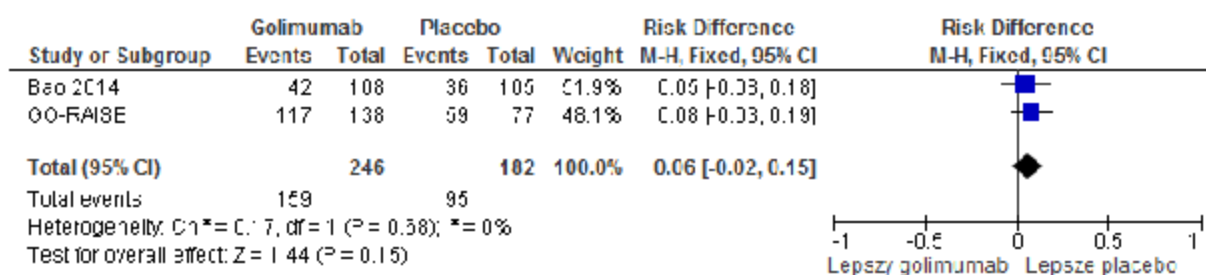 Golimumab Placebo Risk Difference Risk Difference
Study or Subgroup Events Total Events Total Weight M-H, Fixed, 95% CI M-H, Fixed, 95% CI
Bao 2014 42 108 36 105 51.9% 0.05 [-0.08, 0.18]
GO-RAISE 117 138 59 77 48.1% 0.08 [-0.03, 0.19]
Total (95% CI) 246 182 100.0% 0.06 [-0.02, 0.15]
Total events 159 95
Heterogeneity: Chi² = 0.17, df = 1 (P = 0.68); I² = 0%
Test for overall effect: Z = 1.44 (P = 0.15)
-1 -0.5 0 0.5 1
Lepszy golimumab Lepsze placebo